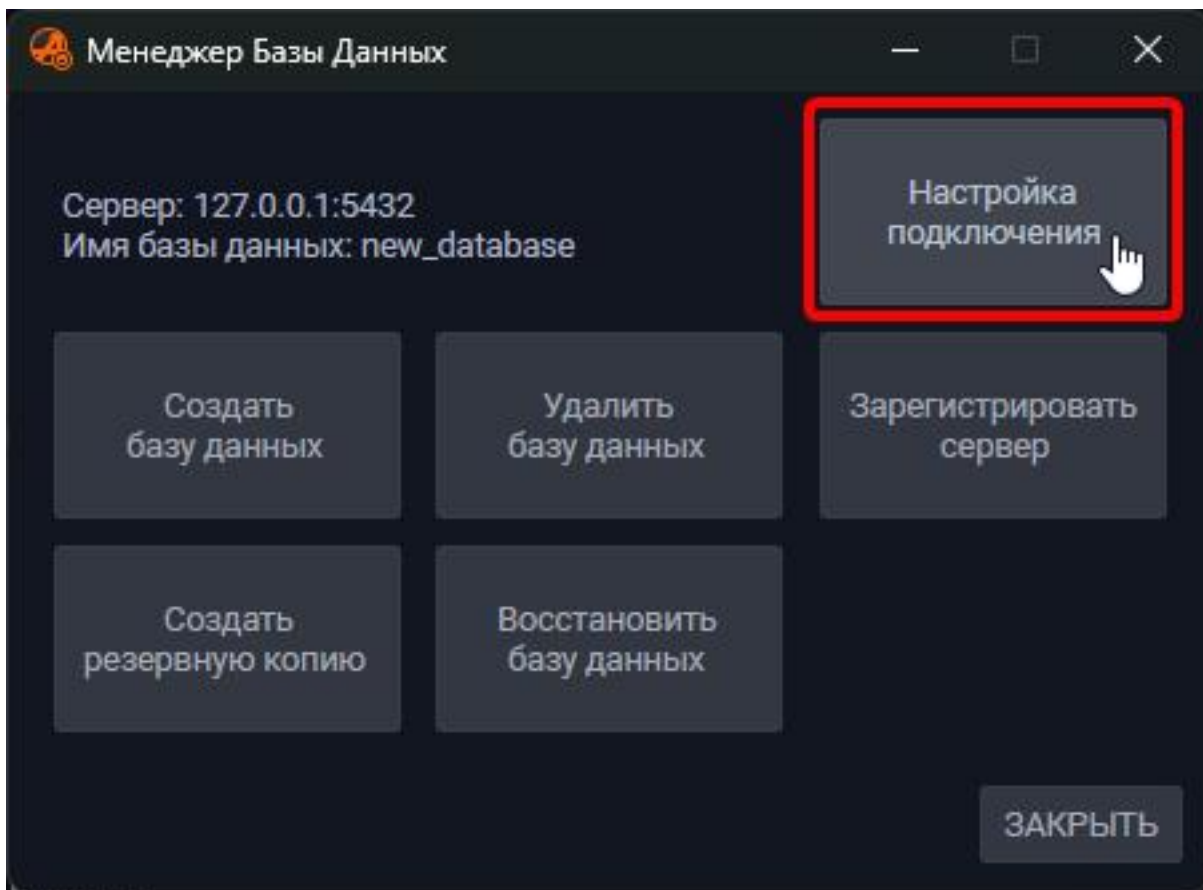 Менеджер Базы Данных
Сервер: 127.0.0.1:5432
Имя базы данных: new_database
Настройка
подключения
Создать
базу данных
Удалить
базу данных
Зарегистрировать
сервер
Создать
резервную копию
Восстановить
базу данных
ЗАКРЫТЬ